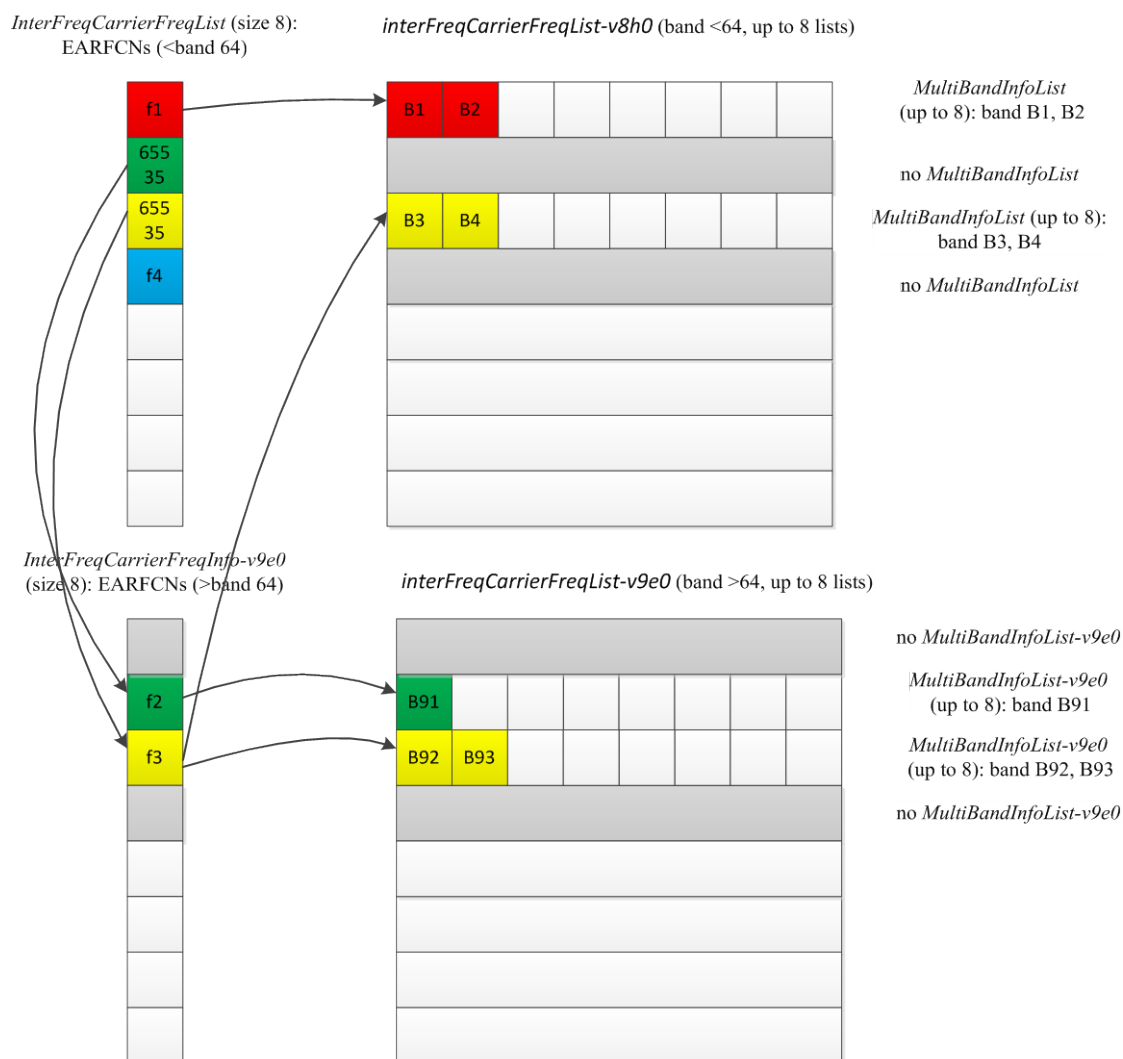 InterFreqCarrierFreqList (size 8):
EARFCNs (<band 64)
interFreqCarrierFreqList-v8h0 (band <64, up to 8 lists)
f1
B1 B2
MultiBandInfoList
(up to 8): band B1, B2
655
35
no MultiBandInfoList
655
35
B3 B4
MultiBandInfoList (up to 8):
band B3, B4
f4
no MultiBandInfoList
InterFreqCarrierFreqInfo-v9e0
(size 8): EARFCNs (>band 64)
interFreqCarrierFreqList-v9e0 (band >64, up to 8 lists)
no MultiBandInfoList-v9e0
f2
B91
MultiBandInfoList-v9e0
(up to 8): band B91
f3
B92 B93
MultiBandInfoList-v9e0
(up to 8): band B92, B93
no MultiBandInfoList-v9e0